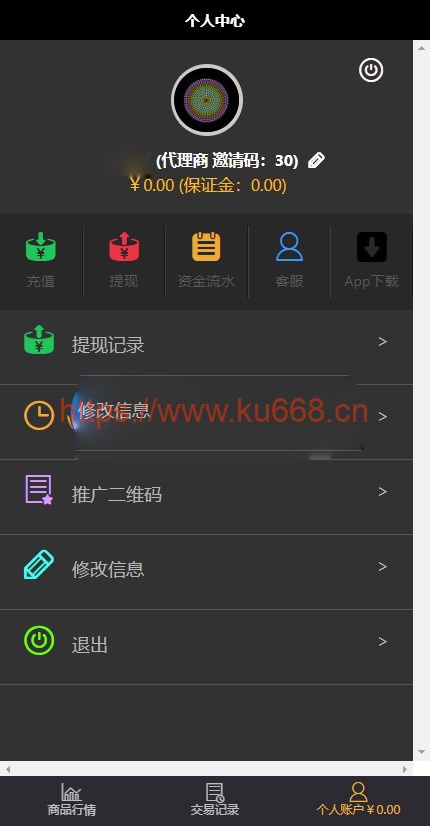 个人中心
(代理商 邀请码：30)
￥0.00 (保证金：0.00)
充值
提现
资金流水
客服
App下载
提现记录 >
修改信息 >
https://www.ku668.cn
推广二维码 >
修改信息 >
退出 >
商品行情
交易记录
个人账户￥0.00